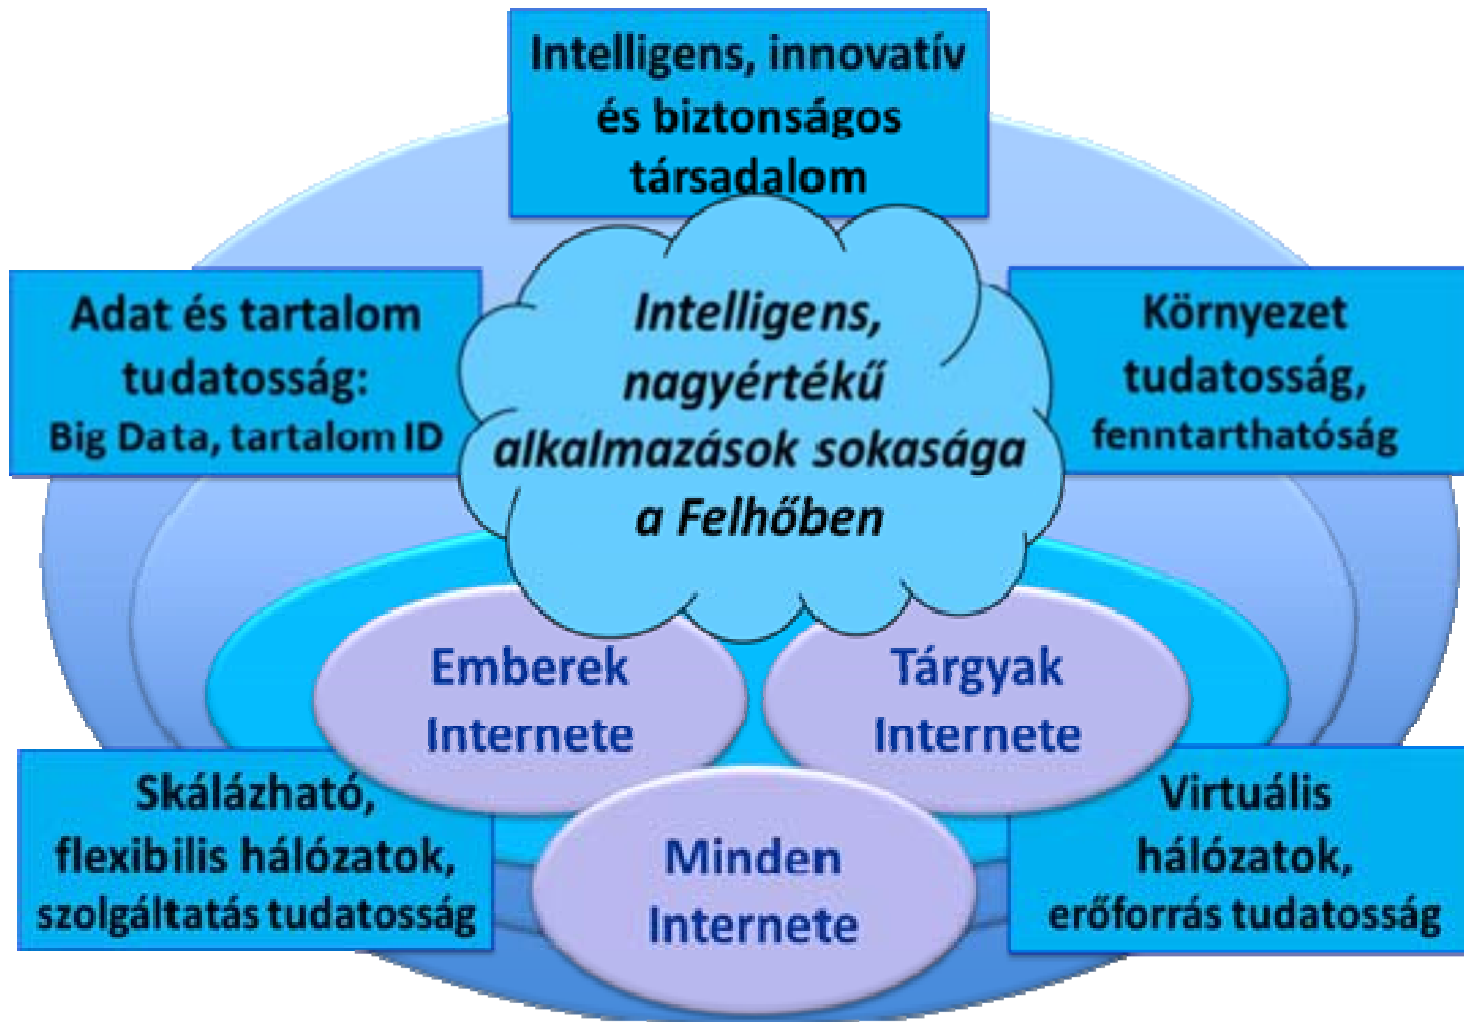 Intelligens, innovatív
és biztonságos
társadalom
Adat és tartalom
tudatosság:
Big Data, tartalom ID
Intelligens,
nagyértékű
alkalmazások sokasága
a Felhőben
Környezet
tudatosság,
fenntarthatóság
Emberek
Internete
Tárgyak
Internete
Skálázható,
flexibilis hálózatok,
szolgáltatás tudatosság
Minden
Internete
Virtuális
hálózatok,
erőforrás tudatosság